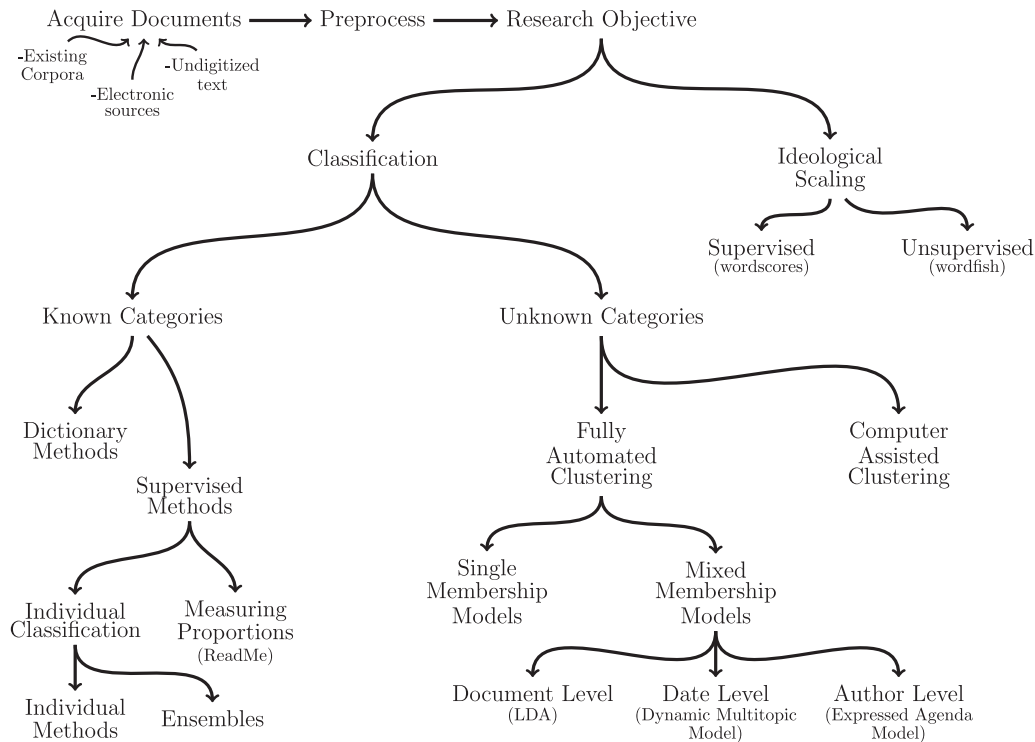 Acquire Documents
Preprocess
Research Objective
-Existing
Corpora
-Undigitized
text
-Electronic
sources
Classification
Ideological
Scaling
Supervised
(wordscores)
Unsupervised
(wordfish)
Known Categories
Unknown Categories
Dictionary
Methods
Fully
Automated
Clustering
Computer
Assisted
Clustering
Supervised
Methods
Single
Membership
Models
Mixed
Membership
Models
Individual
Classification
Measuring
Proportions
(ReadMe)
Individual
Methods
Ensembles
Document Level
(LDA)
Date Level
(Dynamic Multitopic
Model)
Author Level
(Expressed Agenda
Model)